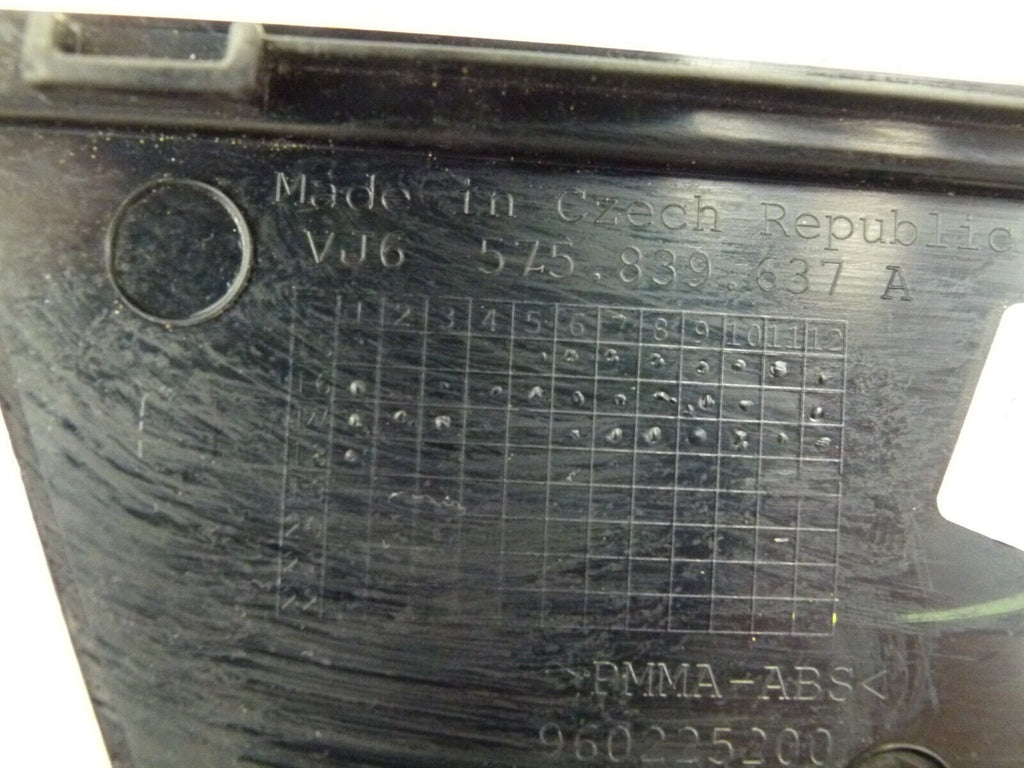 Made in Czech Republic
VJ6 575.839.637 A
1 2 3 4 5 6 7 8 9 10 11 12
16
17
18
>PMMA-ABS<
960225200